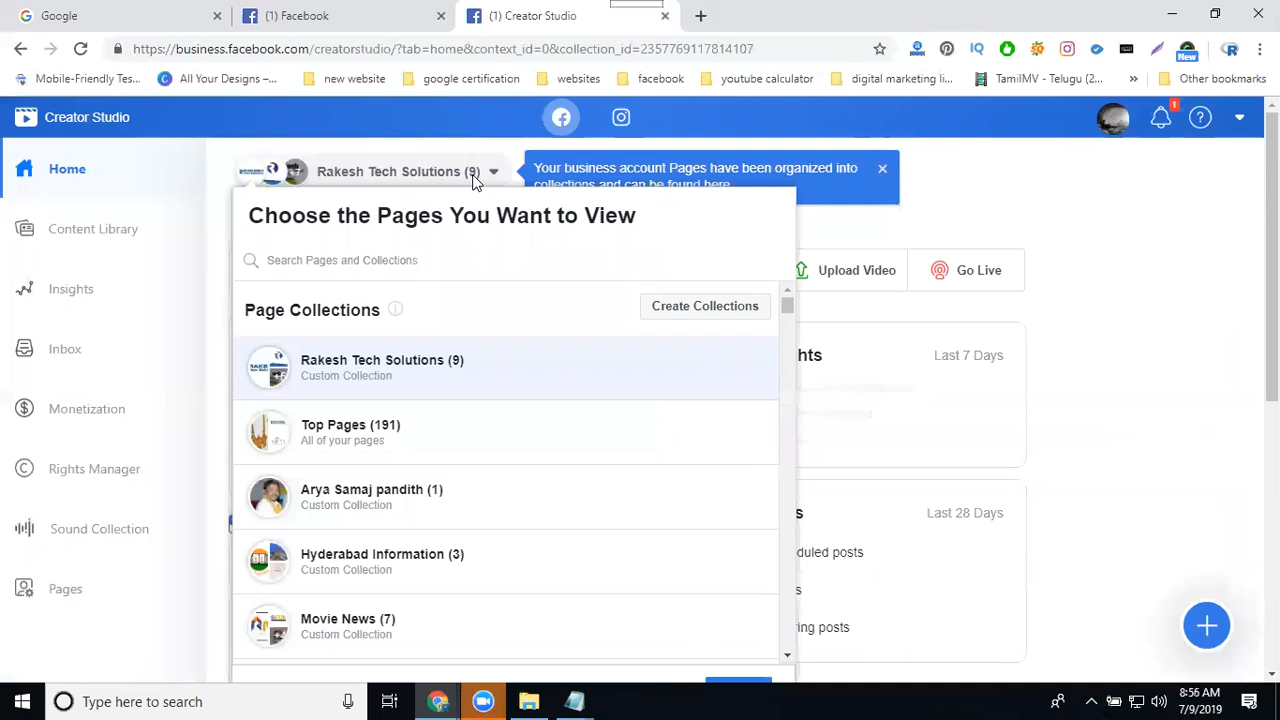 Google
(1) Facebook
(1) Creator Studio
https://business.facebook.com/creatorstudio/?tab=home&context_id=0&collection_id=2357769117814107
New
Mobile-Friendly Tes...
All Your Designs –...
new website
google certification
websites
facebook
youtube calculator
digital marketing li...
TamilMV - Telugu (2...
»
Other bookmarks
Creator Studio
1
Home
Content Library
Insights
Inbox
Monetization
Rights Manager
Sound Collection
Pages
+7
Rakesh Tech Solutions (9)
Your business account Pages have been organized into
collections and can be found here.
Choose the Pages You Want to View
Search Pages and Collections
Upload Video
Go Live
Page Collections
Create Collections
Rakesh Tech Solutions (9)
Custom Collection
Top Pages (191)
All of your pages
Arya Samaj pandith (1)
Custom Collection
Hyderabad Information (3)
Custom Collection
Movie News (7)
Custom Collection
ghts
Last 7 Days
s
Last 28 Days
duled posts
s
ring posts
Type here to search
8:56 AM
7/9/2019